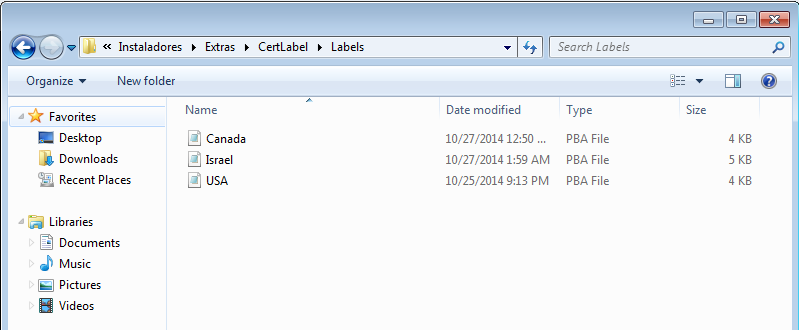 « Instaladores ▸ Extras ▸ CertLabel ▸ Labels
Search Labels
Organize New folder
Favorites
Desktop
Downloads
Recent Places
Libraries
Documents
Music
Pictures
Videos
Name Date modified Type Size
Canada 10/27/2014 12:50 ... PBA File 4 KB
Israel 10/27/2014 1:59 AM PBA File 5 KB
USA 10/25/2014 9:13 PM PBA File 4 KB